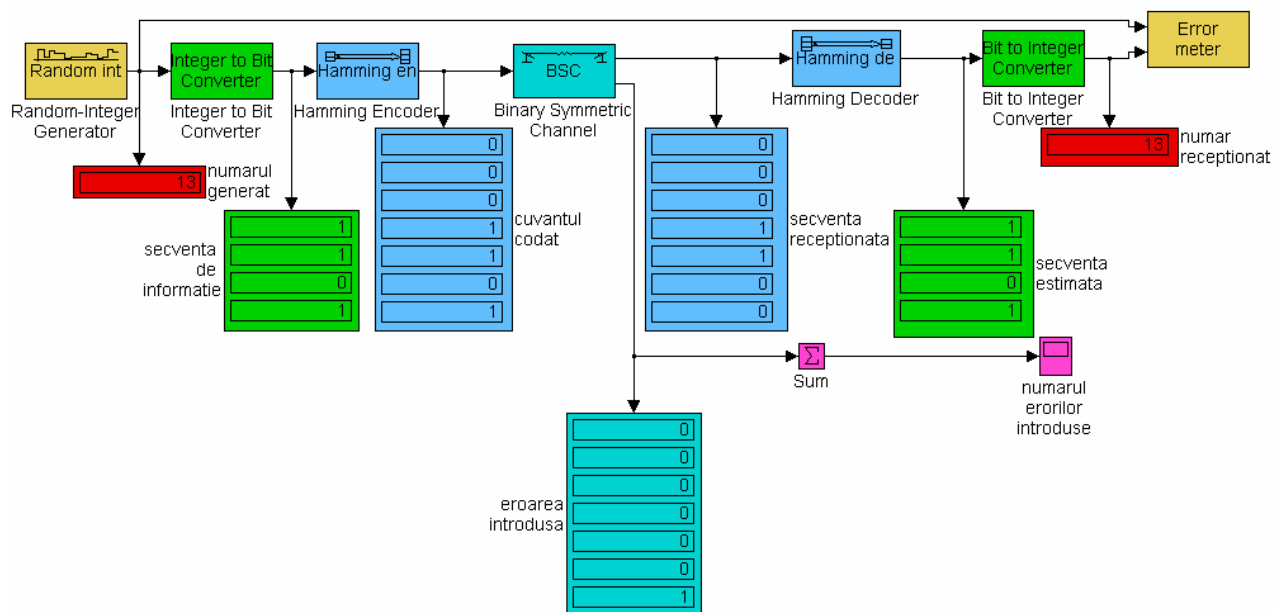 Random int
Random-Integer
Generator
Integer to Bit
Converter
Integer to Bit
Converter
Hamming en
Hamming Encoder
BSC
Binary Symmetric
Channel
Hamming de
Hamming Decoder
Bit to Integer
Converter
Bit to Integer
Converter
Error
meter
13
numarul
generat
1
1
0
1
secventa
de
informatie
0
0
0
1
1
0
1
cuvantul
codat
0
0
0
1
1
0
0
secventa
receptionata
1
1
0
1
secventa
estimata
13
numar
receptionat
Σ
Sum
numarul
erorilor
introduse
0
0
0
0
0
0
1
eroarea
introdusa